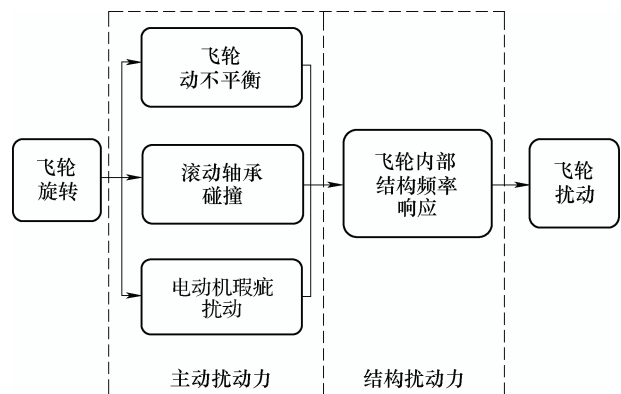 飞轮
旋转
飞轮
动不平衡
滚动轴承
碰撞
电动机瑕疵
扰动
飞轮内部
结构频率
响应
飞轮
扰动
主动扰动力
结构扰动力